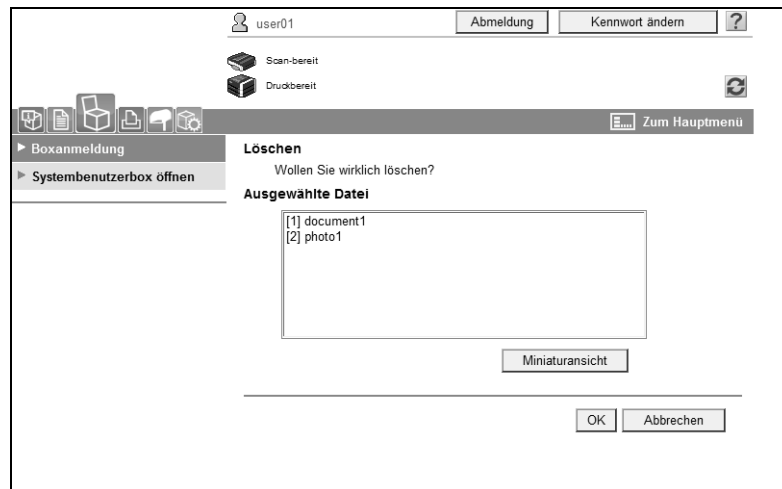 user01 Abmeldung Kennwort ändern ?
Scan-bereit
Druckbereit
Zum Hauptmenü
Boxanmeldung
Systembenutzerbox öffnen
Löschen
Wollen Sie wirklich löschen?
Ausgewählte Datei
[1] document1
[2] photo1
Miniaturansicht
OK Abbrechen